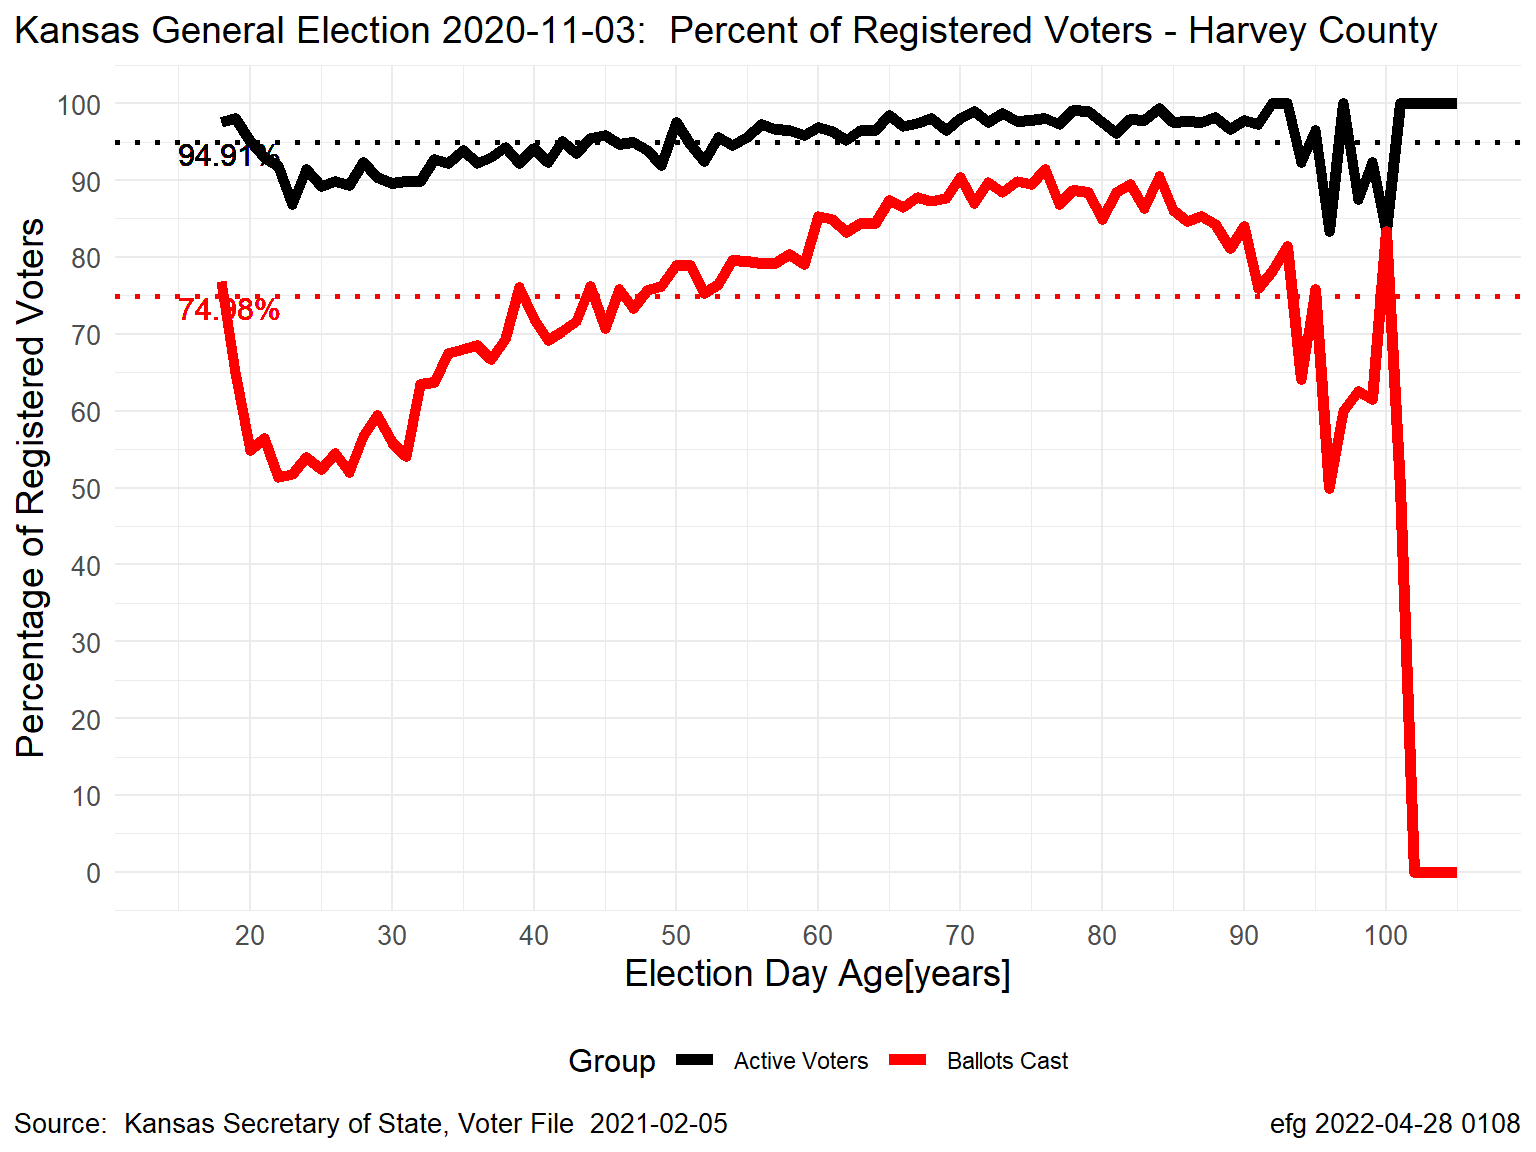 Kansas General Election 2020-11-03:  Percent of Registered Voters - Harvey County
Percentage of Registered Voters
100
90
80
70
60
50
40
30
20
10
0
94.91%
74.98%
20 30 40 50 60 70 80 90 100
Election Day Age[years]
Group Active Voters Ballots Cast
Source:  Kansas Secretary of State, Voter File  2021-02-05
efg 2022-04-28 0108